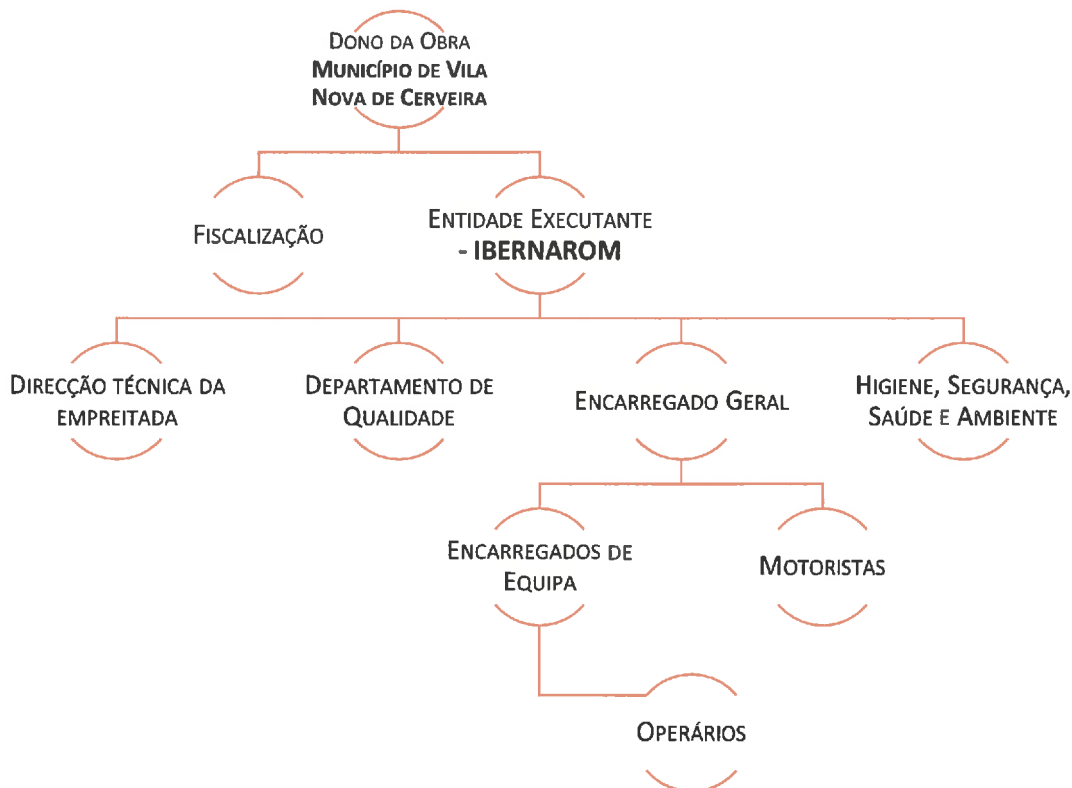 Dono da Obra
Município de Vila
Nova de Cerveira
Fiscalização
Entidade Executante
- IBERNAROM
Direcção técnica da
empreitada
Departamento de
Qualidade
Encarregado Geral
Higiene, Segurança,
Saúde e Ambiente
Encarregados de
Equipa
Motoristas
Operários